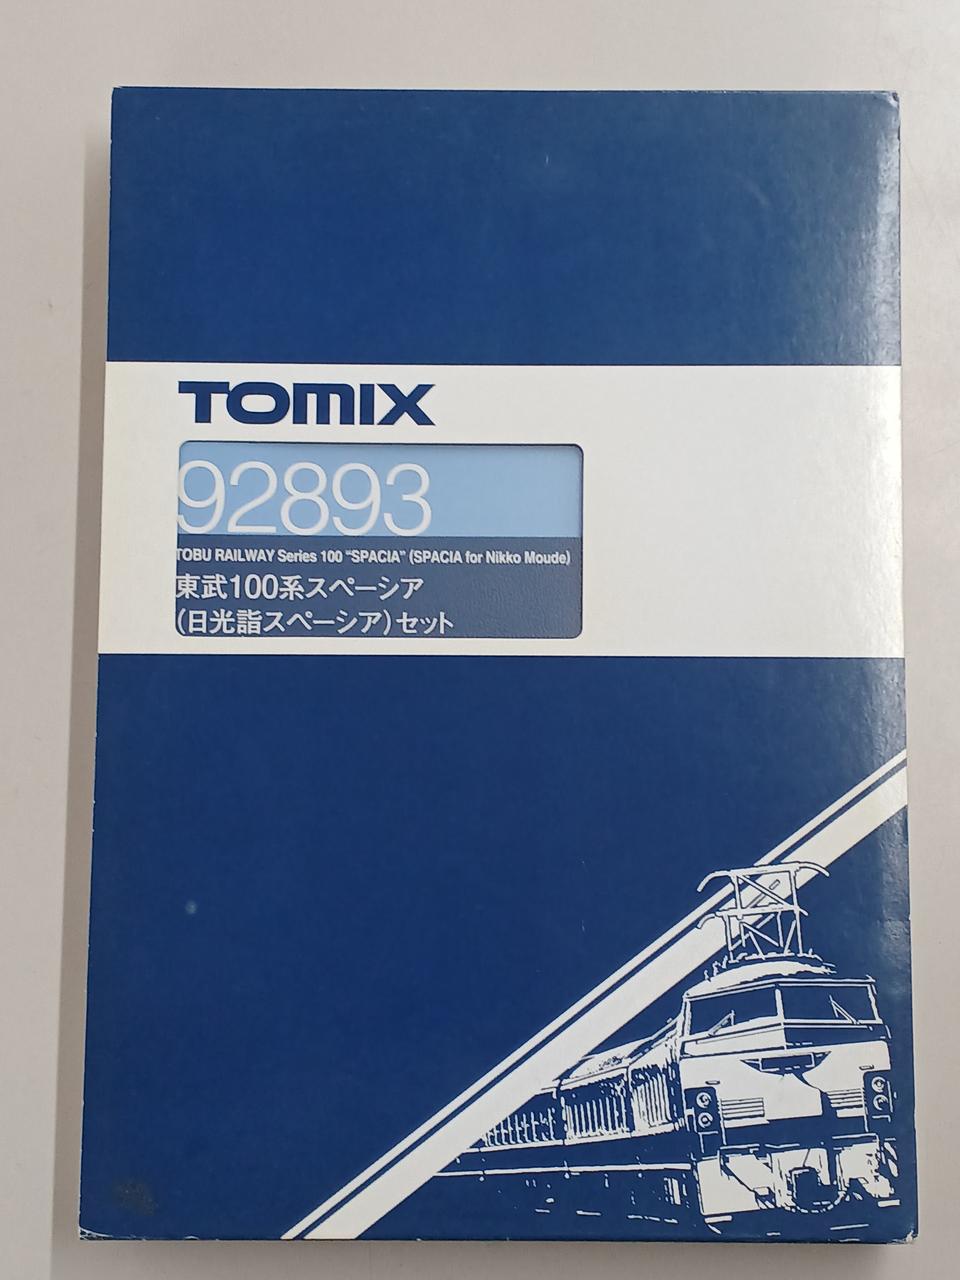 TOMIX
92893
TOBU RAILWAY Series 100 "SPACIA" (SPACIA for Nikko Moude)
東武100系スペーシア
(日光詣スペーシア)セット